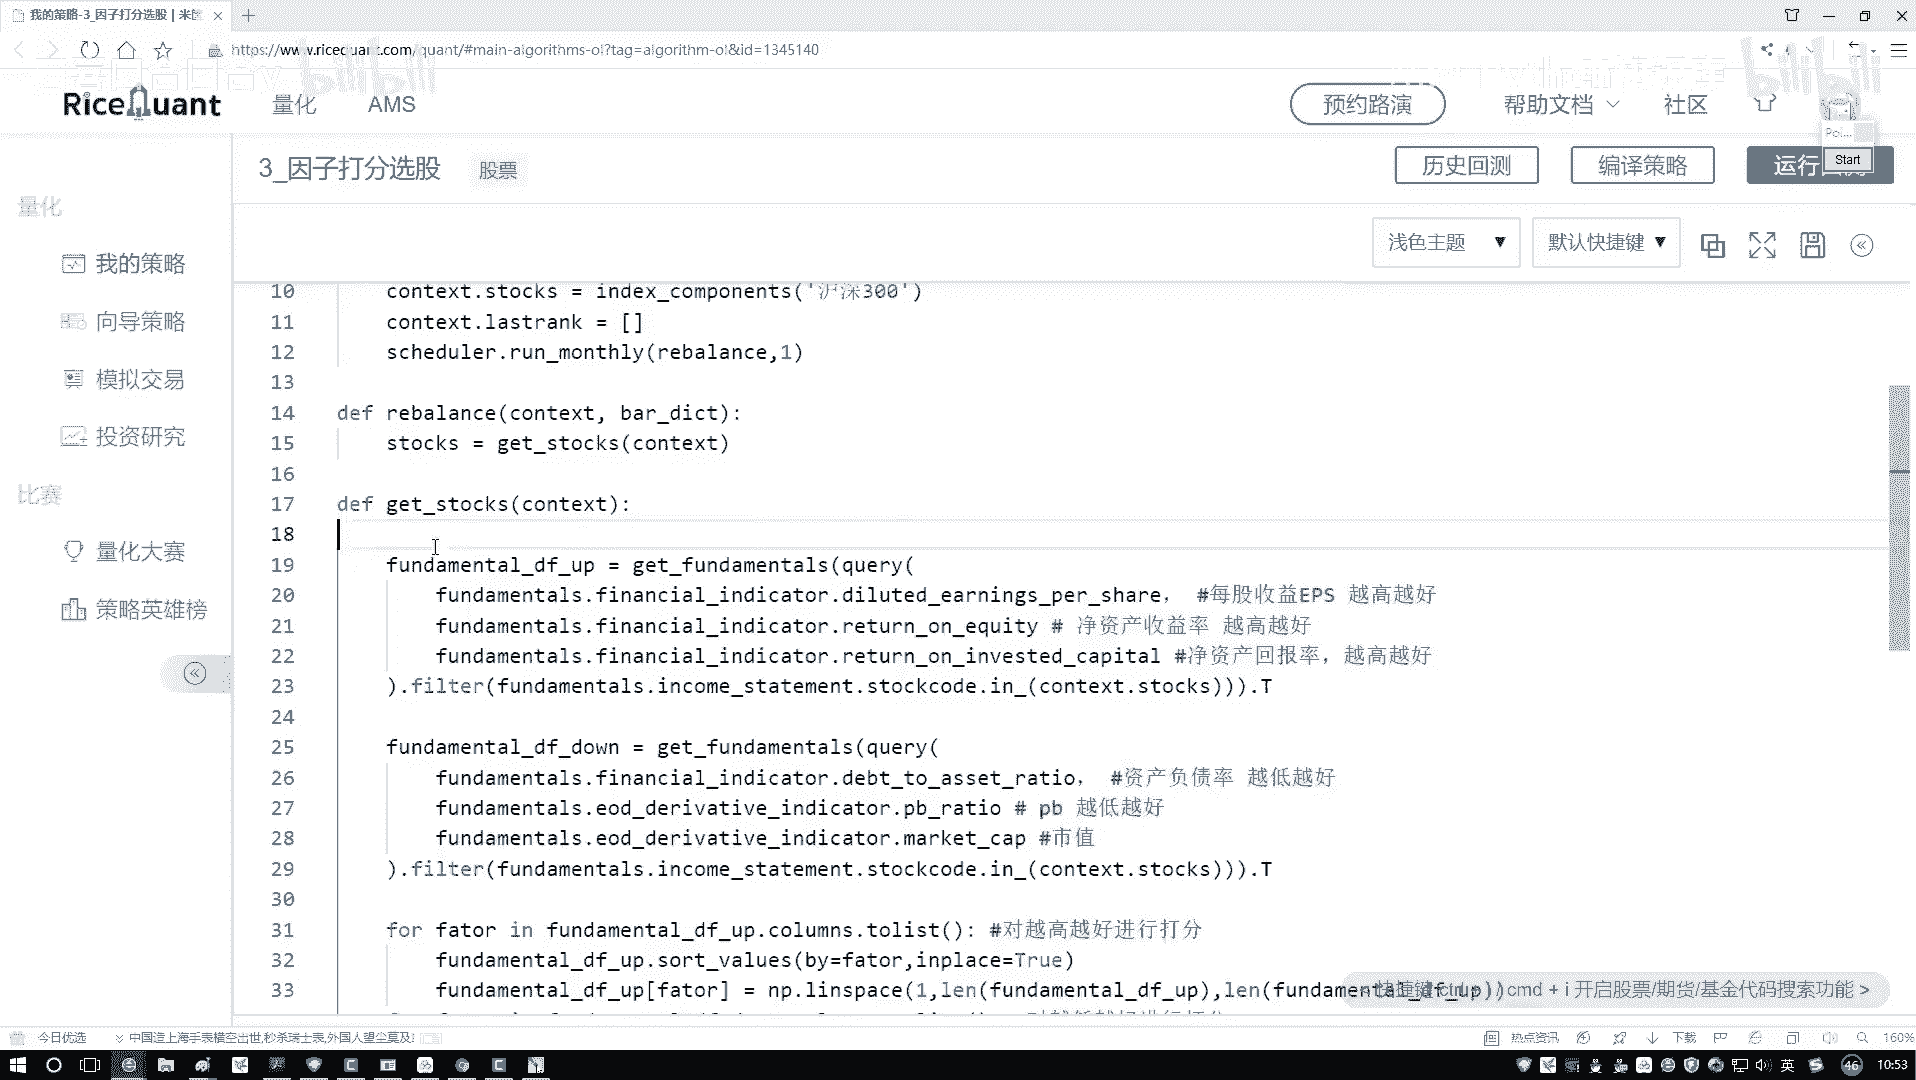 我的策略-3_因子打分选股 | 米
https://www.ricequant.com/quant/#main-algorithms-ol?tag=algorithm-ol&id=1345140
bilibili
bilibili
RiceQuant
量化
AMS
预约路演
帮助文档
社区
Pol...
Start
3_因子打分选股
股票
历史回测
编译策略
运行
量化
我的策略
向导策略
模拟交易
投资研究
比赛
量化大赛
策略英雄榜
浅色主题
默认快捷键
10 context.stocks = index_components('沪深300')
11 context.lastrank = []
12 scheduler.run_monthly(rebalance,1)
13
14 def rebalance(context, bar_dict):
15 stocks = get_stocks(context)
16
17 def get_stocks(context):
18
19 fundamental_df_up = get_fundamentals(query(
20 fundamentals.financial_indicator.diluted_earnings_per_share， #每股收益EPS 越高越好
21 fundamentals.financial_indicator.return_on_equity # 净资产收益率 越高越好
22 fundamentals.financial_indicator.return_on_invested_capital #净资产回报率，越高越好
23 ).filter(fundamentals.income_statement.stockcode.in_(context.stocks))).T
24
25 fundamental_df_down = get_fundamentals(query(
26 fundamentals.financial_indicator.debt_to_asset_ratio， #资产负债率 越低越好
27 fundamentals.eod_derivative_indicator.pb_ratio # pb 越低越好
28 fundamentals.eod_derivative_indicator.market_cap #市值
29 ).filter(fundamentals.income_statement.stockcode.in_(context.stocks))).T
30
31 for fator in fundamental_df_up.columns.tolist(): #对越高越好进行打分
32 fundamental_df_up.sort_values(by=fator,inplace=True)
33 fundamental_df_up[fator] = np.linspace(1,len(fundamental_df_up),len(fundamental_df_up))
cmd + i 开启股票/期货/基金代码搜索功能 >
今日优选
中国造上海手表横空出世,秒杀瑞士表,外国人望尘莫及!
热点资讯
下载
160%
英
46
10:53